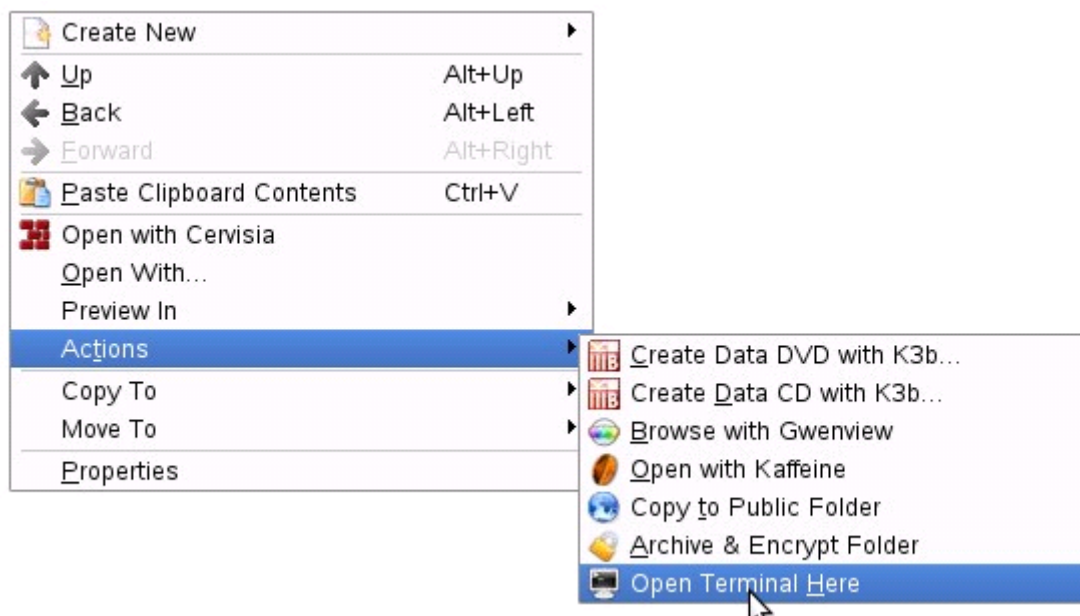 Create New
Up Alt+Up
Back Alt+Left
Forward Alt+Right
Paste Clipboard Contents Ctrl+V
Open with Cervisia
Open With...
Preview In
Actions
Copy To
Move To
Properties
Create Data DVD with K3b...
Create Data CD with K3b...
Browse with Gwenview
Open with Kaffeine
Copy to Public Folder
Archive & Encrypt Folder
Open Terminal Here